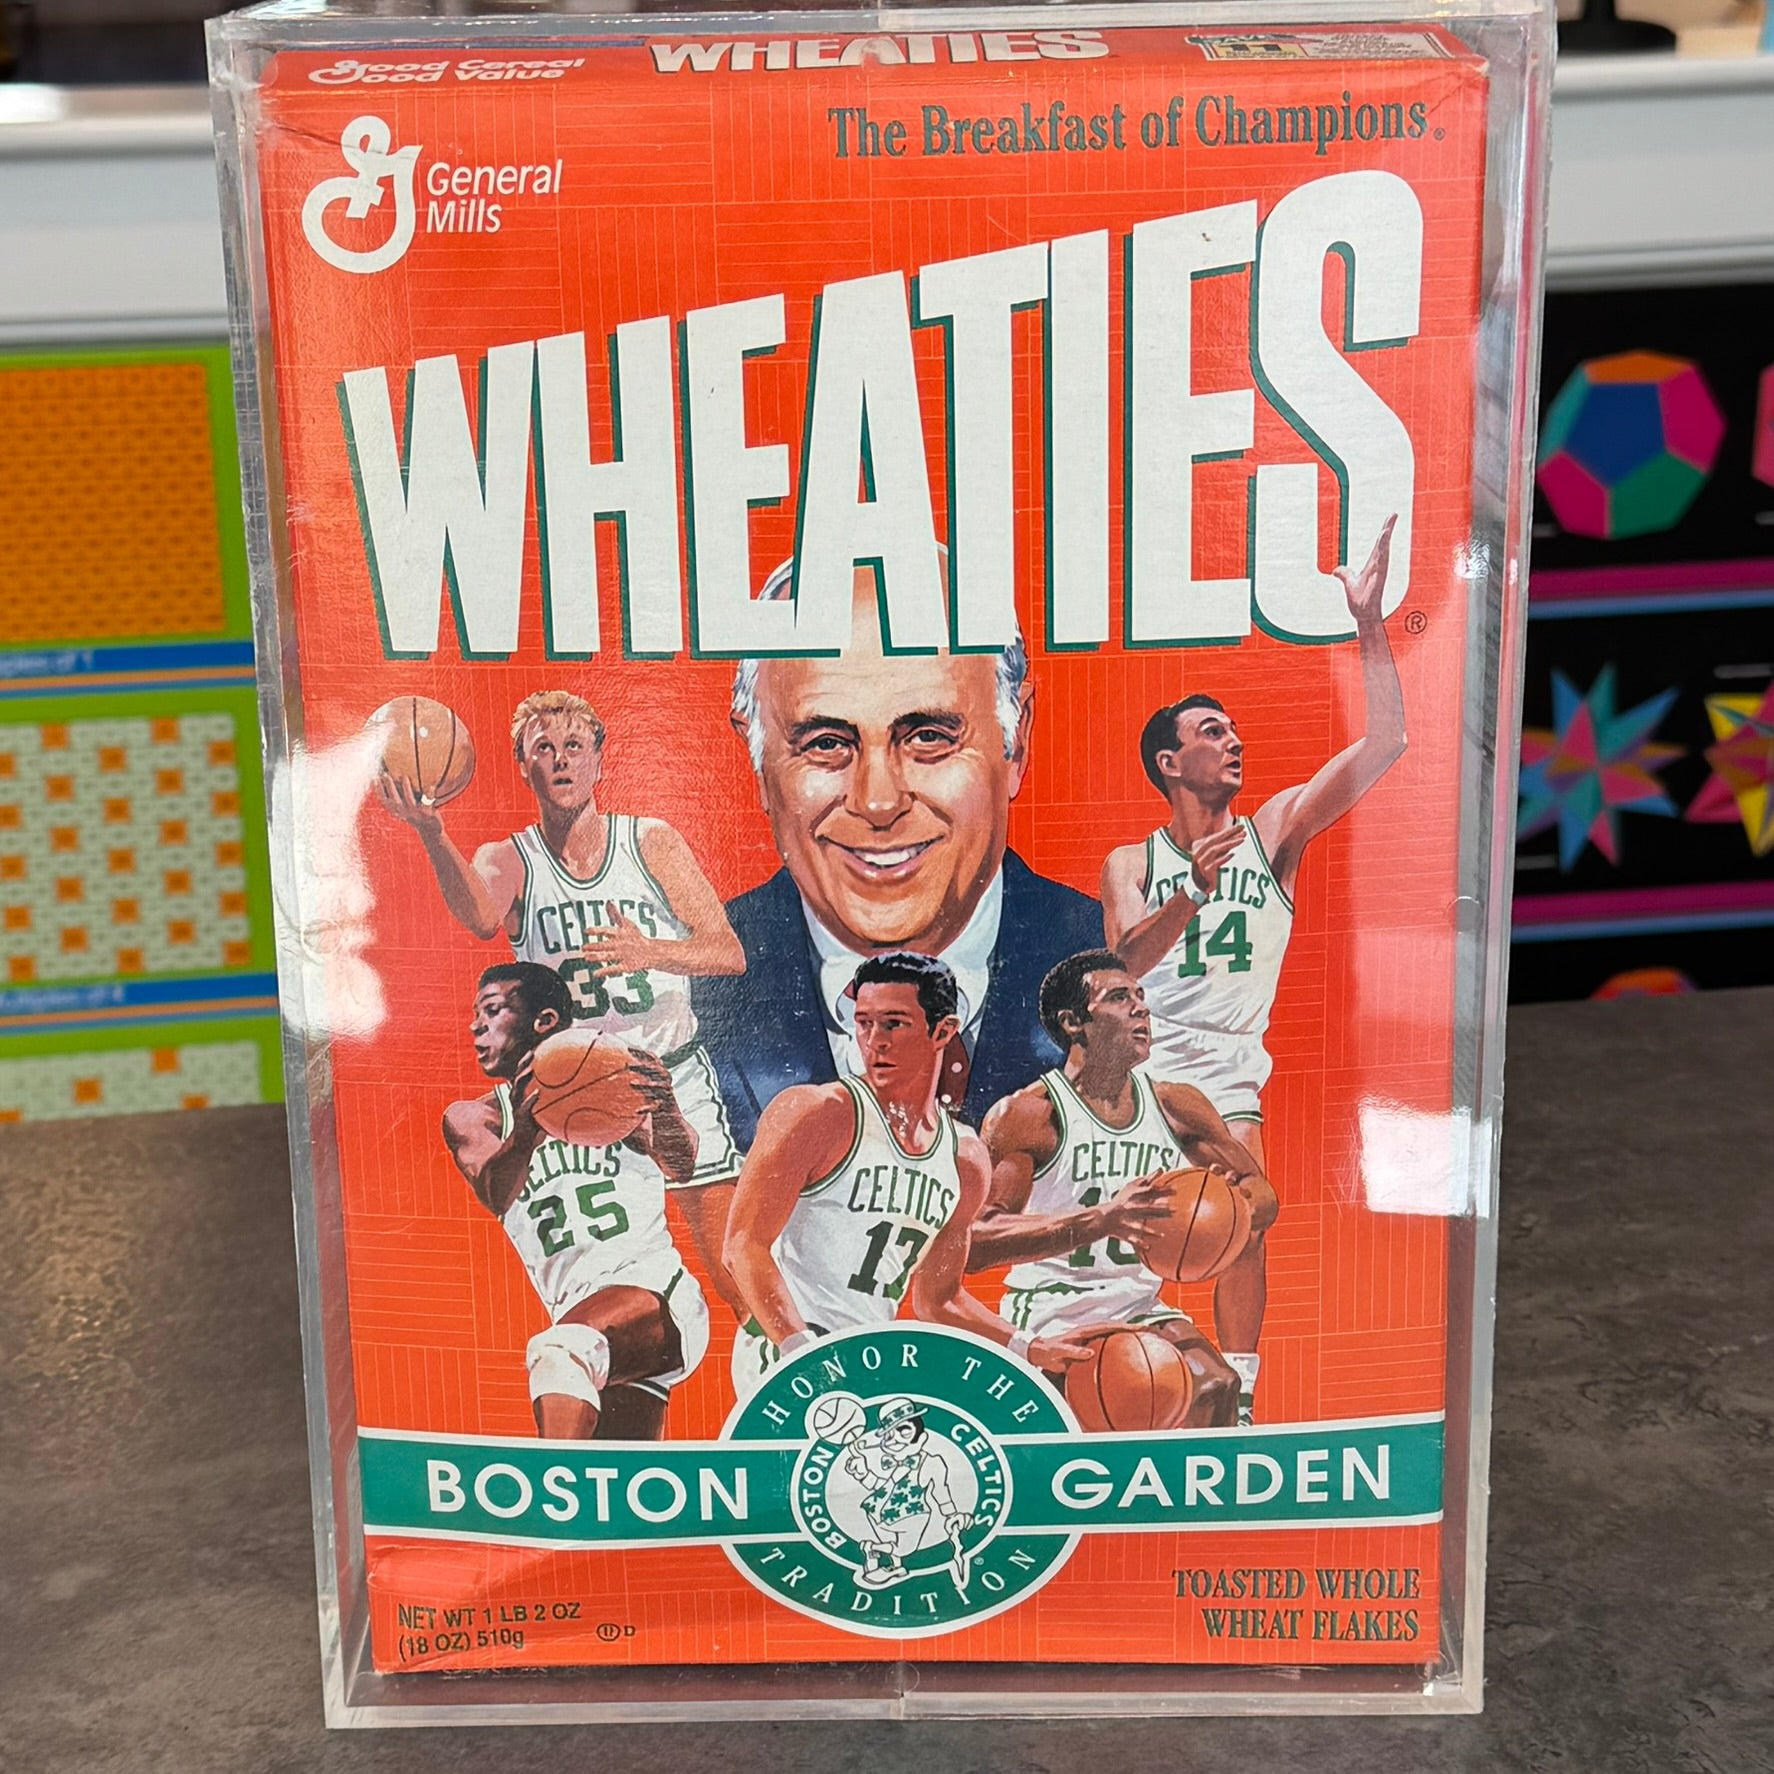 Good Cereal
Good Value
WHEATIES
The Breakfast of Champions.
General
Mills
WHEATIES
®
CELTICS
33
CELTICS
14
CELTICS
25
CELTICS
17
CELTICS
HONOR THE
BOSTON
BOSTON CELTICS
GARDEN
TRADITION
NET WT 1 LB 2 OZ
(18 OZ) 510g
Ⓤ D
TOASTED WHOLE
WHEAT FLAKES